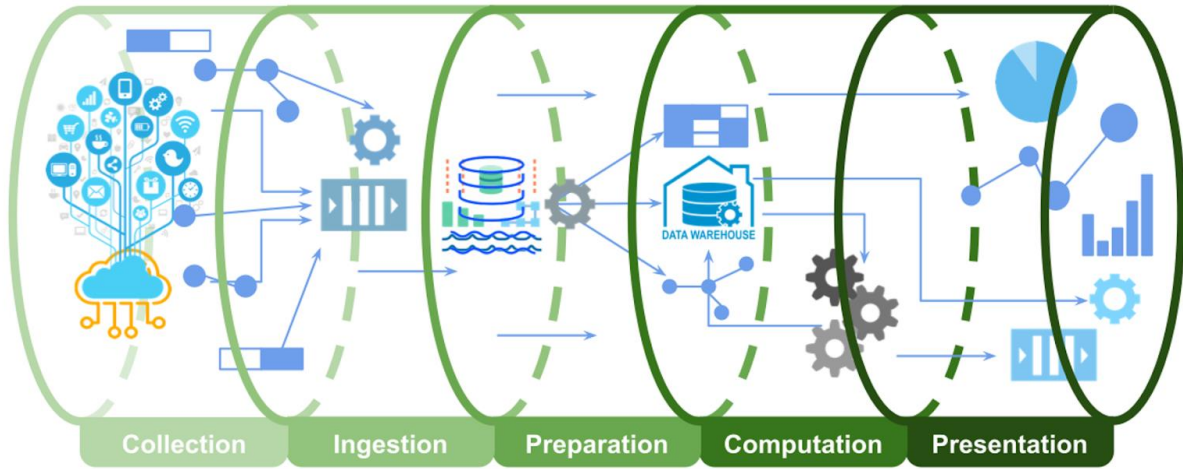 DATA WAREHOUSE
Collection
Ingestion
Preparation
Computation
Presentation